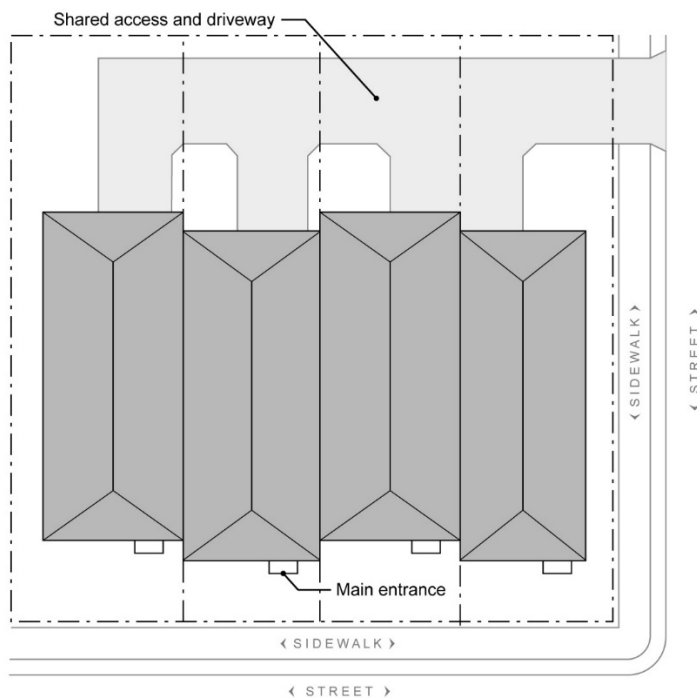 Shared access and driveway
SIDEWALK
STREET
Main entrance
SIDEWALK
STREET